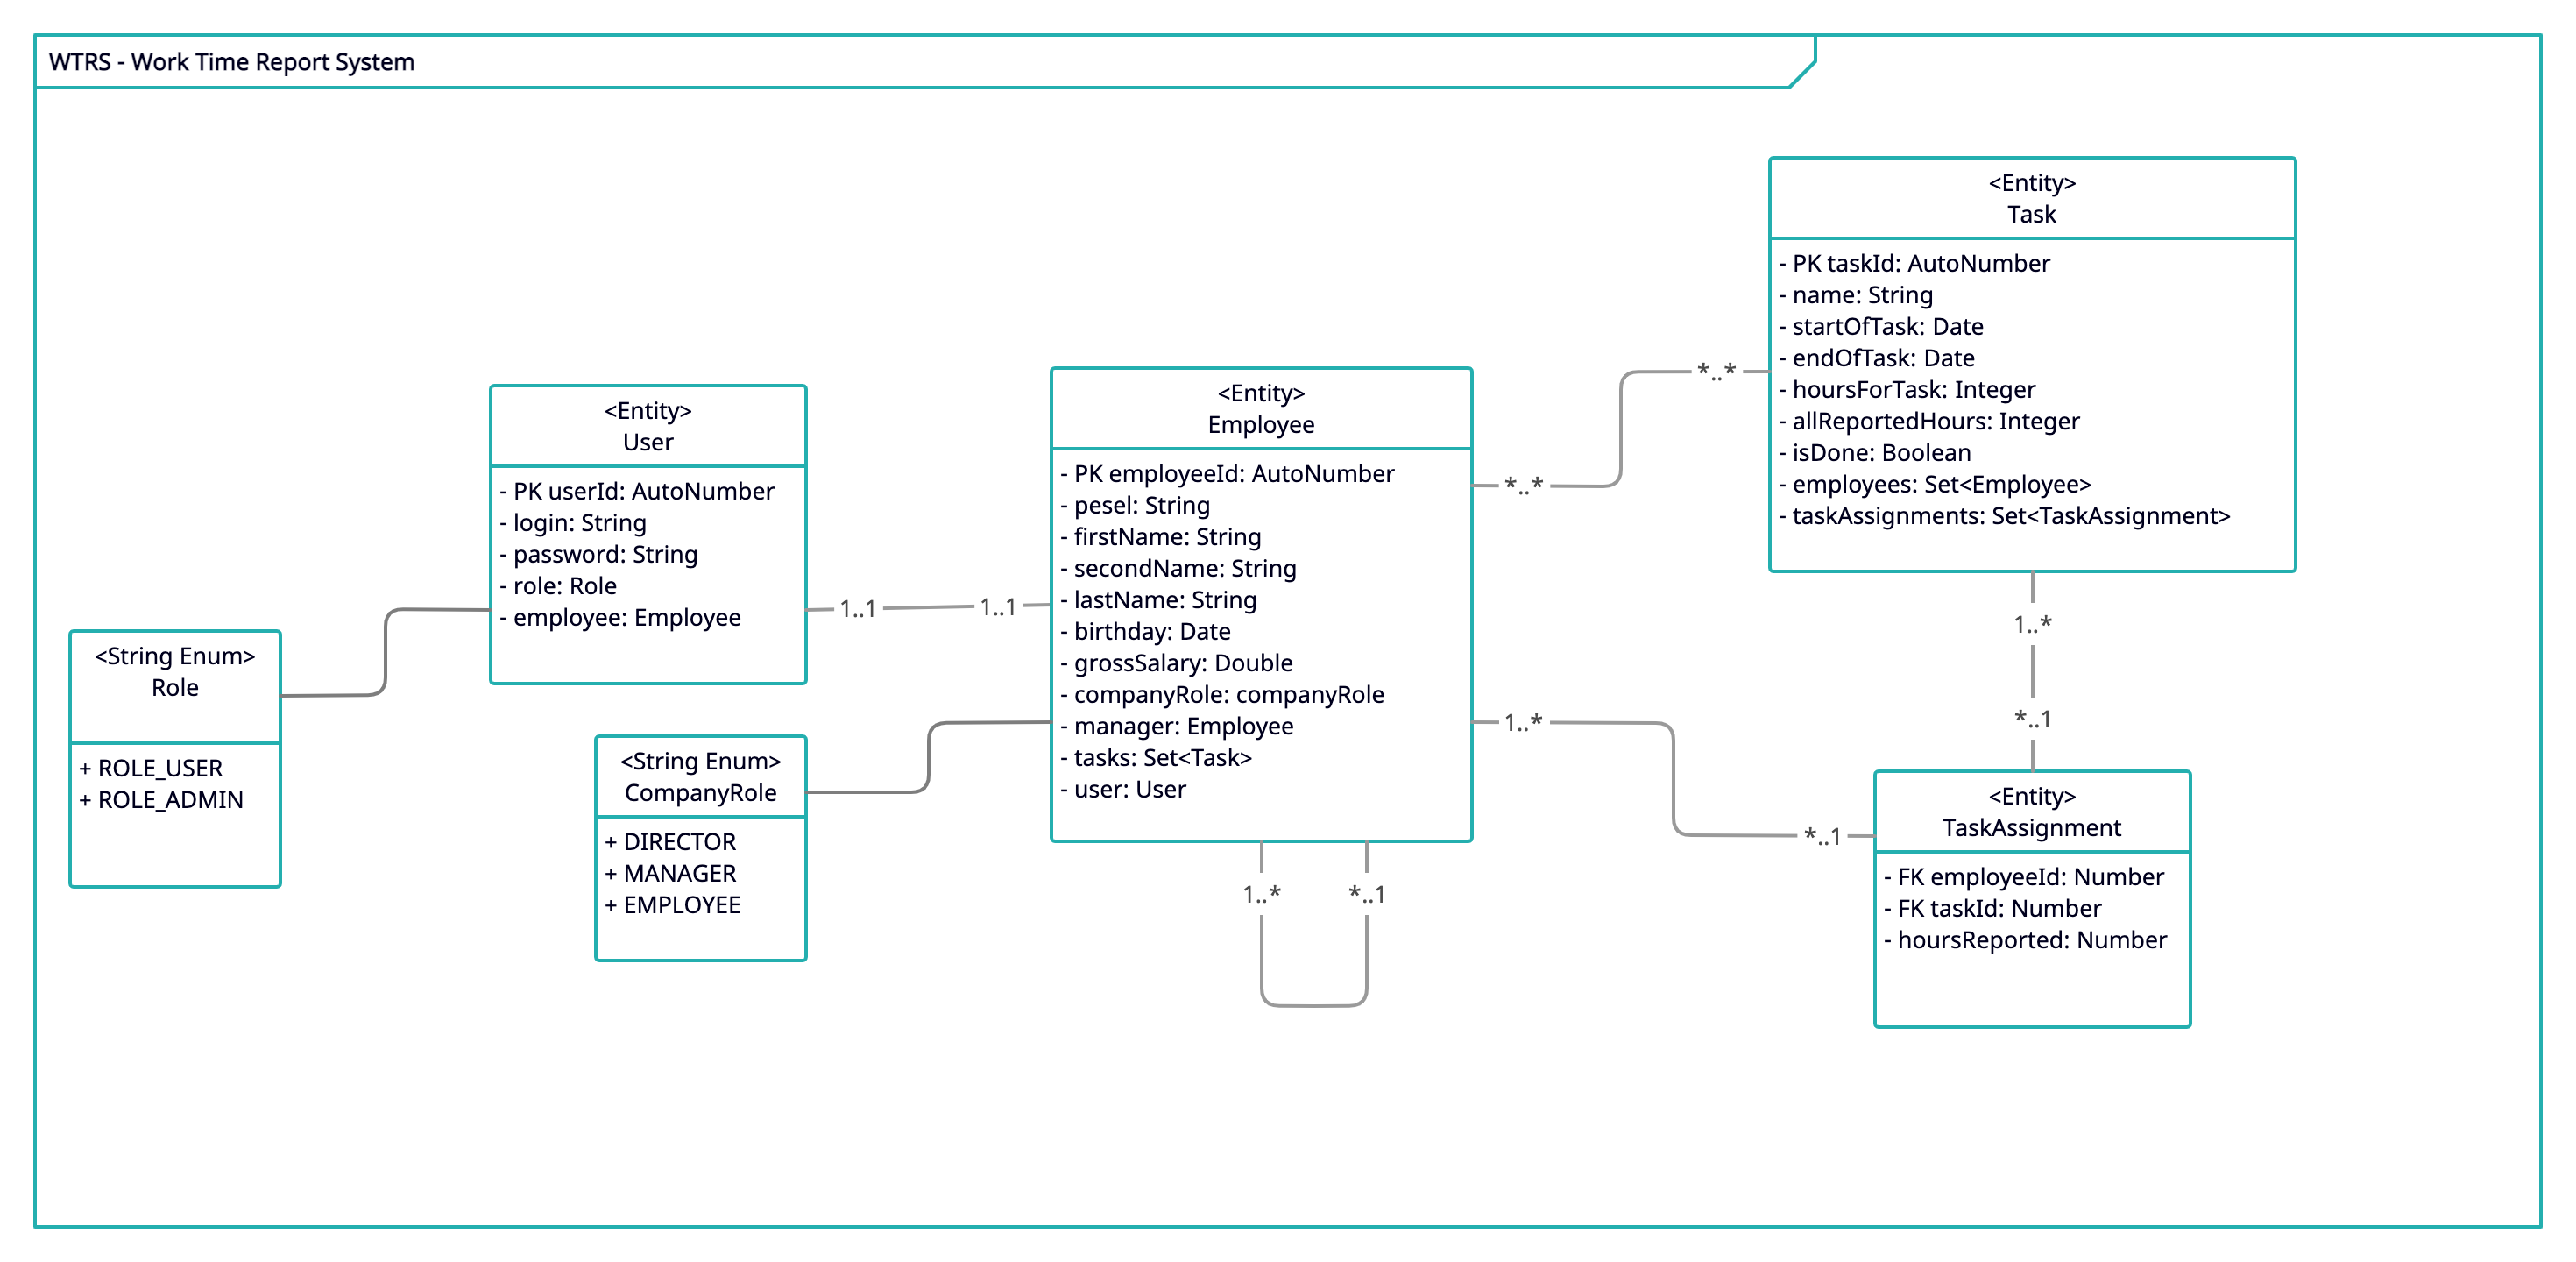 WTRS - Work Time Report System
<String Enum>
Role
+ ROLE_USER
+ ROLE_ADMIN
<Entity>
User
- PK userId: AutoNumber
- login: String
- password: String
- role: Role
- employee: Employee
1..1
1..1
<String Enum>
CompanyRole
+ DIRECTOR
+ MANAGER
+ EMPLOYEE
<Entity>
Employee
- PK employeeId: AutoNumber
- pesel: String
- firstName: String
- secondName: String
- lastName: String
- birthday: Date
- grossSalary: Double
- companyRole: companyRole
- manager: Employee
- tasks: Set<Task>
- user: User
1..*
*..1
*..*
*..*
1..*
*..1
<Entity>
Task
- PK taskId: AutoNumber
- name: String
- startOfTask: Date
- endOfTask: Date
- hoursForTask: Integer
- allReportedHours: Integer
- isDone: Boolean
- employees: Set<Employee>
- taskAssignments: Set<TaskAssignment>
1..*
*..1
<Entity>
TaskAssignment
- FK employeeId: Number
- FK taskId: Number
- hoursReported: Number